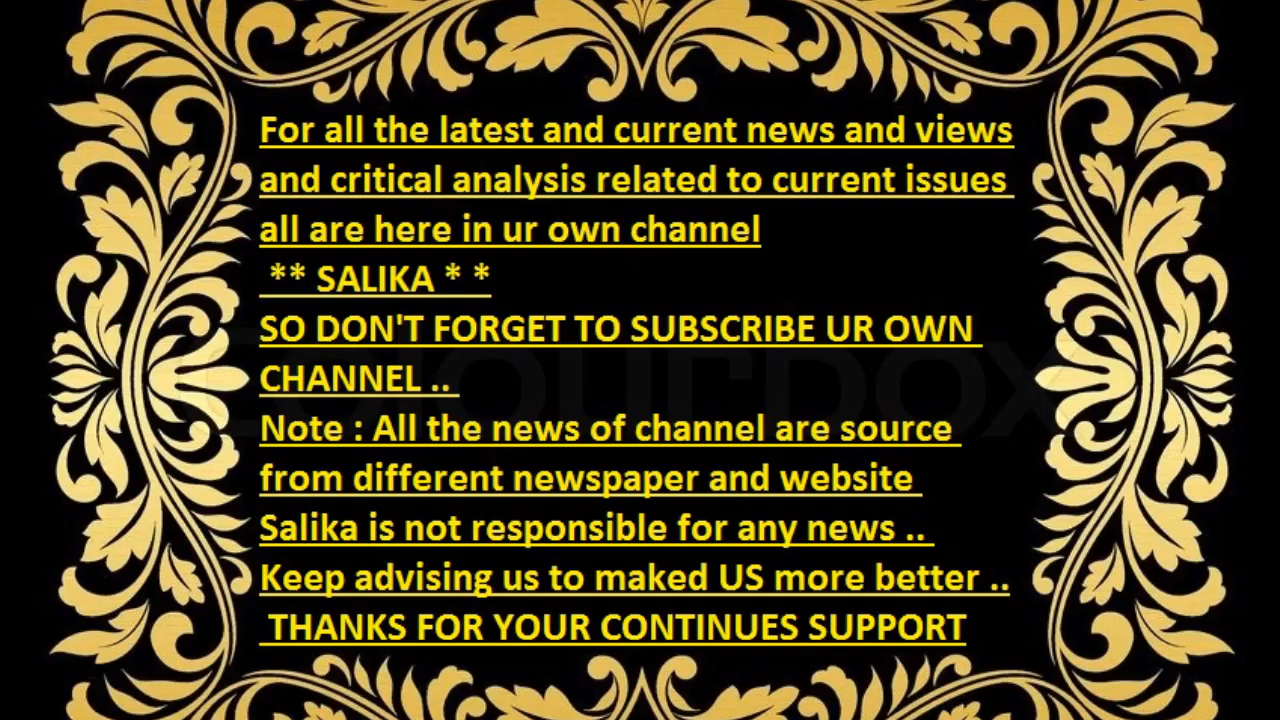 For all the latest and current news and views
and critical analysis related to current issues
all are here in ur own channel
** SALIKA * *
SO DON'T FORGET TO SUBSCRIBE UR OWN
CHANNEL ..
Note : All the news of channel are source
from different newspaper and website
Salika is not responsible for any news ..
Keep advising us to maked US more better ..
THANKS FOR YOUR CONTINUES SUPPORT